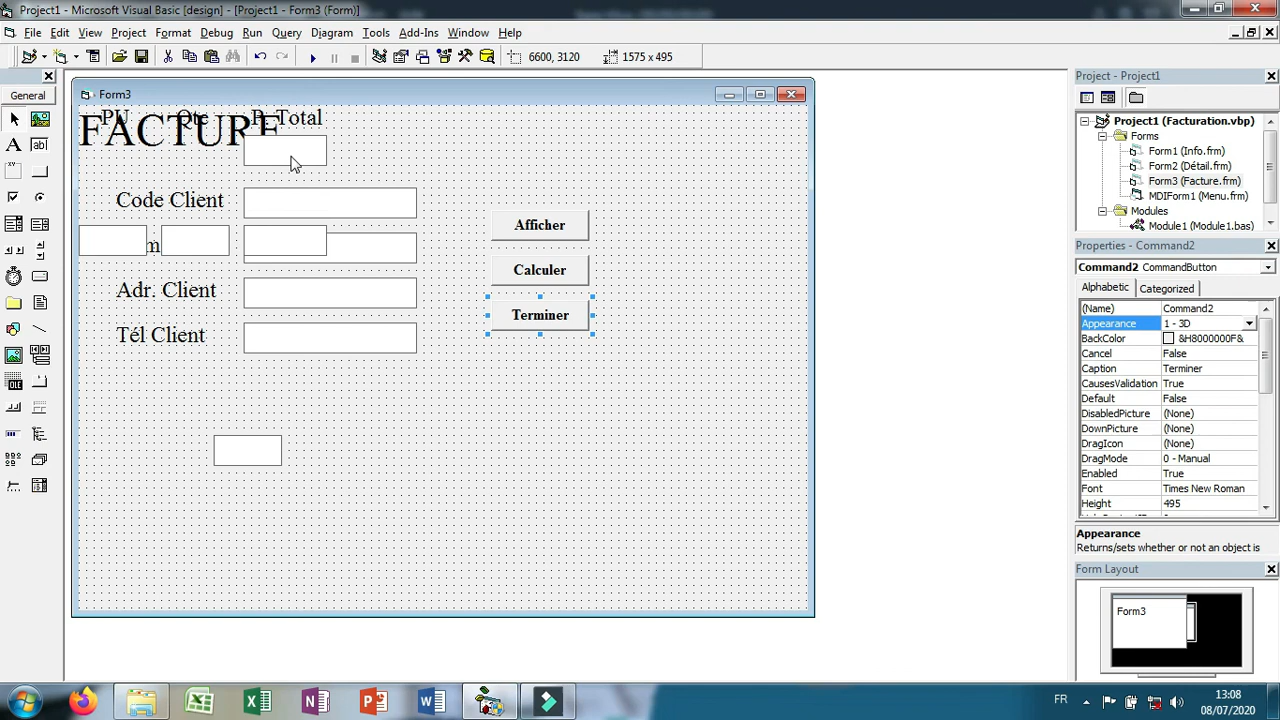 Project1 - Microsoft Visual Basic [design] - [Project1 - Form3 (Form)]
File Edit View Project Format Debug Run Query Diagram Tools Add-Ins Window Help
6600, 3120 1575 x 495
General
Form3
PU Qte P. Total
FACTURE
Code Client
m
Adr. Client
Tél Client
Afficher
Calculer
Terminer
Project - Project1
Project1 (Facturation.vbp)
Forms
Form1 (Info.frm)
Form2 (Détail.frm)
Form3 (Facture.frm)
MDIForm1 (Menu.frm)
Modules
Module1 (Module1.bas)
Properties - Command2
Command2 CommandButton
Alphabetic Categorized
(Name) Command2
Appearance 1 - 3D
BackColor &H8000000F&
Cancel False
Caption Terminer
CausesValidation True
Default False
DisabledPicture (None)
DownPicture (None)
DragIcon (None)
DragMode 0 - Manual
Enabled True
Font Times New Roman
Height 495
Appearance
Returns/sets whether or not an object is
Form Layout
Form3
FR
13:08
08/07/2020